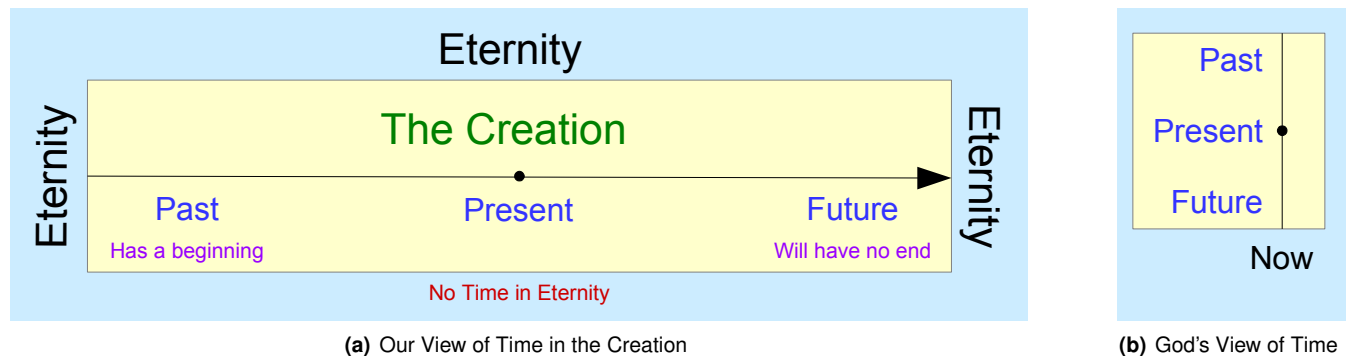 Eternity
Eternity
The Creation
Eternity
Past
Present
Future
Has a beginning
Will have no end
No Time in Eternity
(a) Our View of Time in the Creation
Past
Present
Future
Now
(b) God's View of Time